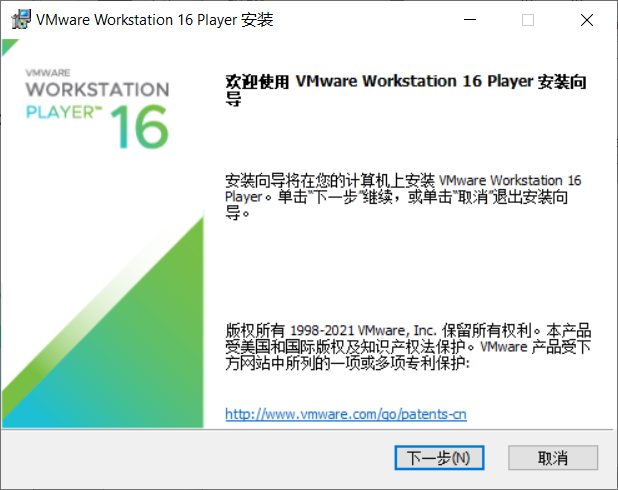 VMware Workstation 16 Player 安装
VMWARE
WORKSTATION
PLAYER™ 16
欢迎使用 VMware Workstation 16 Player 安装向
导
安装向导将在您的计算机上安装 VMware Workstation 16
Player。单击“下一步”继续，或单击“取消”退出安装向
导。
版权所有 1998-2021 VMware, Inc. 保留所有权利。本产品
受美国和国际版权及知识产权法保护。VMware 产品受下
方网站中所列的一项或多项专利保护:
http://www.vmware.com/go/patents-cn
下一步(N)
取消